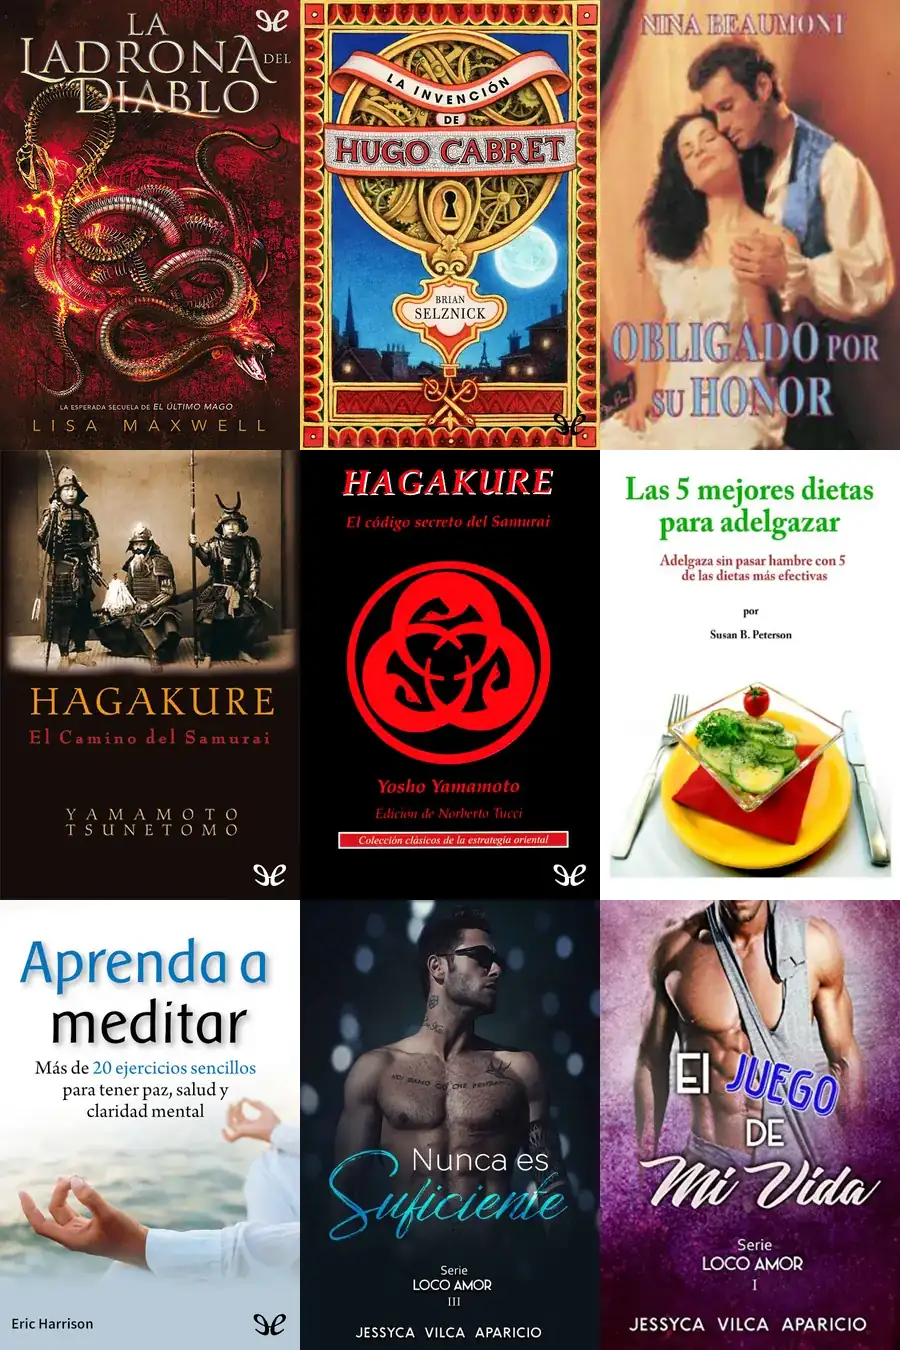 LA
LADRONA DEL
DIABLO
LA ESPERADA SECUELA DE EL ÚLTIMO MAGO
LISA MAXWELL
LA INVENCIÓN
DE
HUGO CABRET
BRIAN
SELZNICK
NINA BEAUMONT
OBLIGADO POR
SU HONOR
HAGAKURE
El Camino del Samurai
YAMAMOTO
TSUNETOMO
HAGAKURE
El código secreto del Samurai
Yosho Yamamoto
Edición de Norberto Tucci
Colección clásicos de la estrategia oriental
Las 5 mejores dietas
para adelgazar
Adelgaza sin pasar hambre con 5
de las dietas más efectivas
por
Susan B. Peterson
Aprenda a
meditar
Más de 20 ejercicios sencillos
para tener paz, salud y
claridad mental
Eric Harrison
Nunca es
Suficiente
Serie
LOCO AMOR
III
JESSYCA VILCA APARICIO
El JUEGO
DE
Mi Vida
Serie
LOCO AMOR
I
JESSYCA VILCA APARICIO